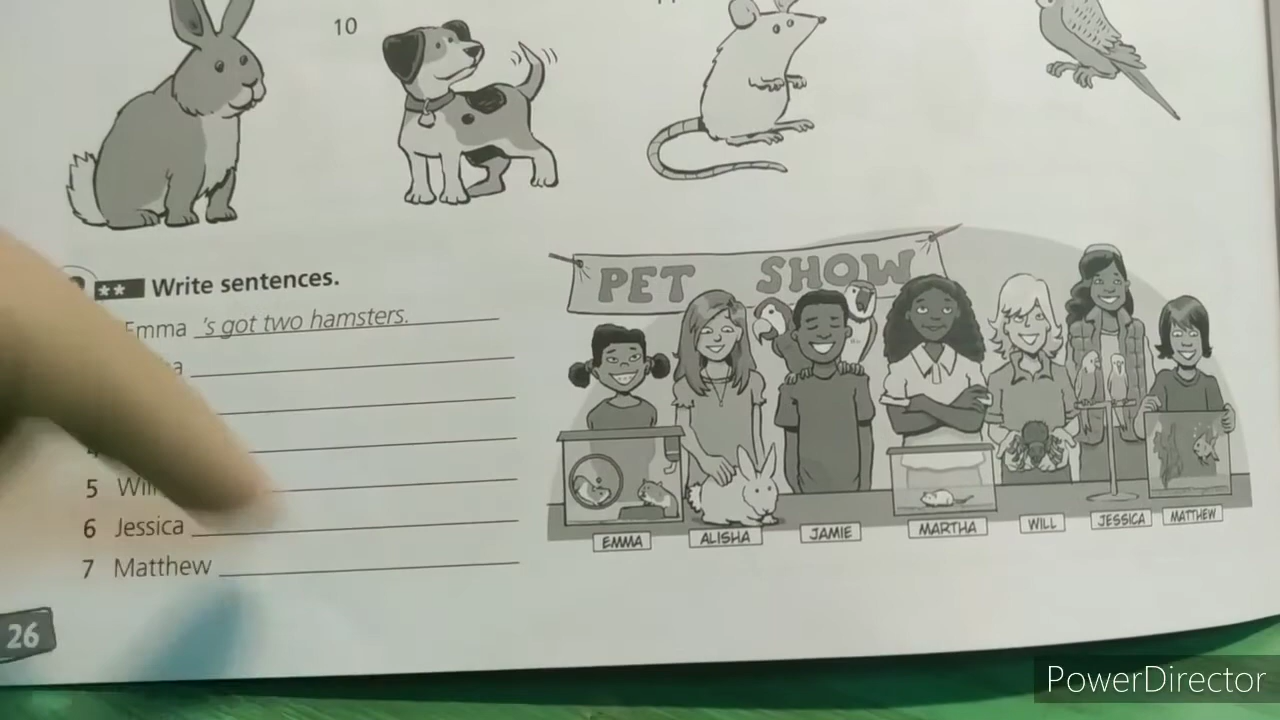 10
★★ Write sentences.
Emma 's got two hamsters.
a
5 Will
6 Jessica
7 Matthew
26
PET SHOW
EMMA
ALISHA
JAMIE
MARTHA
WILL
JESSICA
MATTHEW
PowerDirector